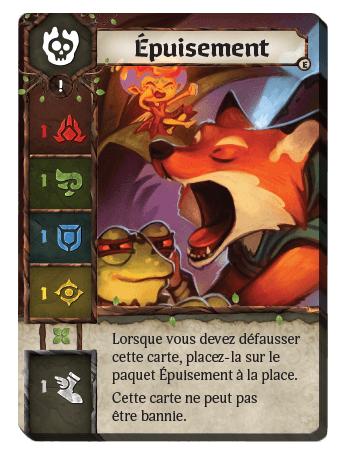 Épuisement
E
!
1
1
1
1
1
Lorsque vous devez défausser
cette carte, placez-la sur le
paquet Épuisement à la place.
Cette carte ne peut pas
être bannie.